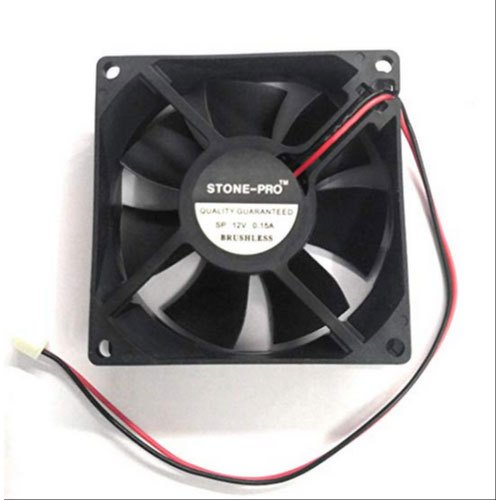 STONE-PRO™
QUALITY GUARANTEED
SP 12V 0.15A
BRUSHLESS